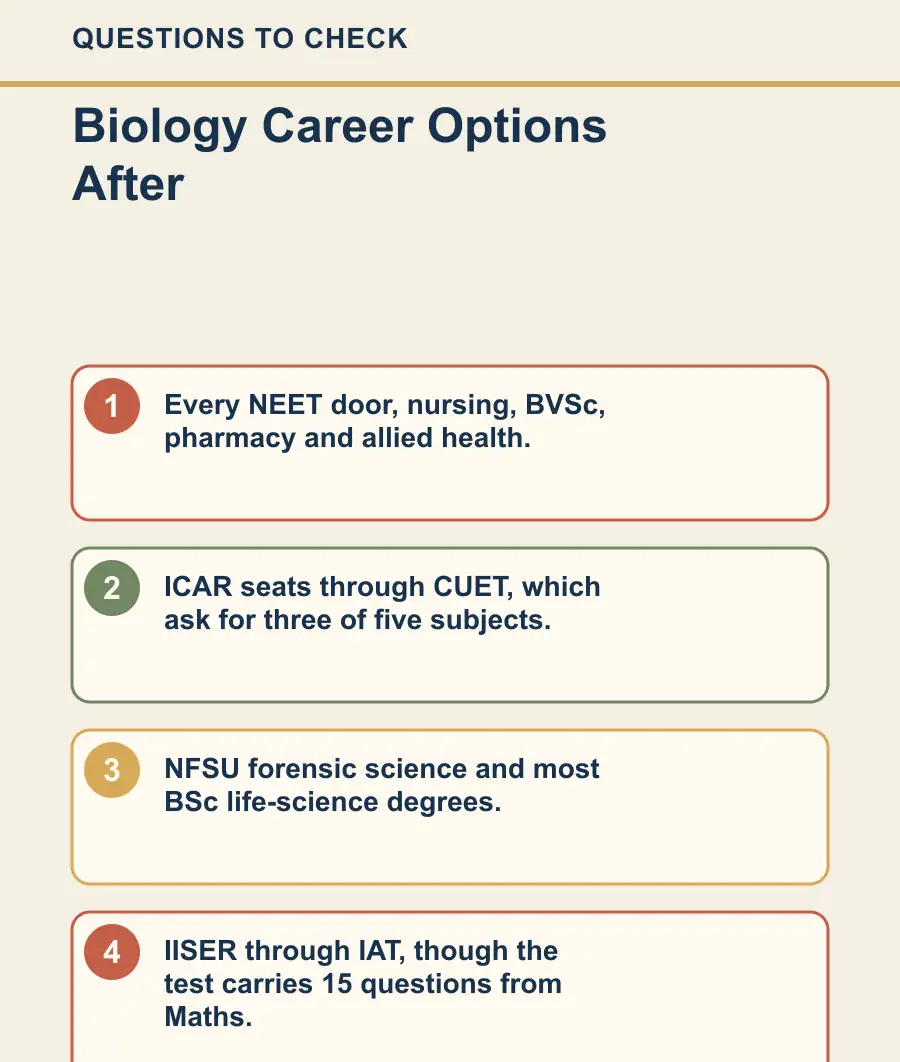 QUESTIONS TO CHECK
Biology Career Options
After
1
Every NEET door, nursing, BVSc,
pharmacy and allied health.
2
ICAR seats through CUET, which
ask for three of five subjects.
3
NFSU forensic science and most
BSc life-science degrees.
4
IISER through IAT, though the
test carries 15 questions from
Maths.